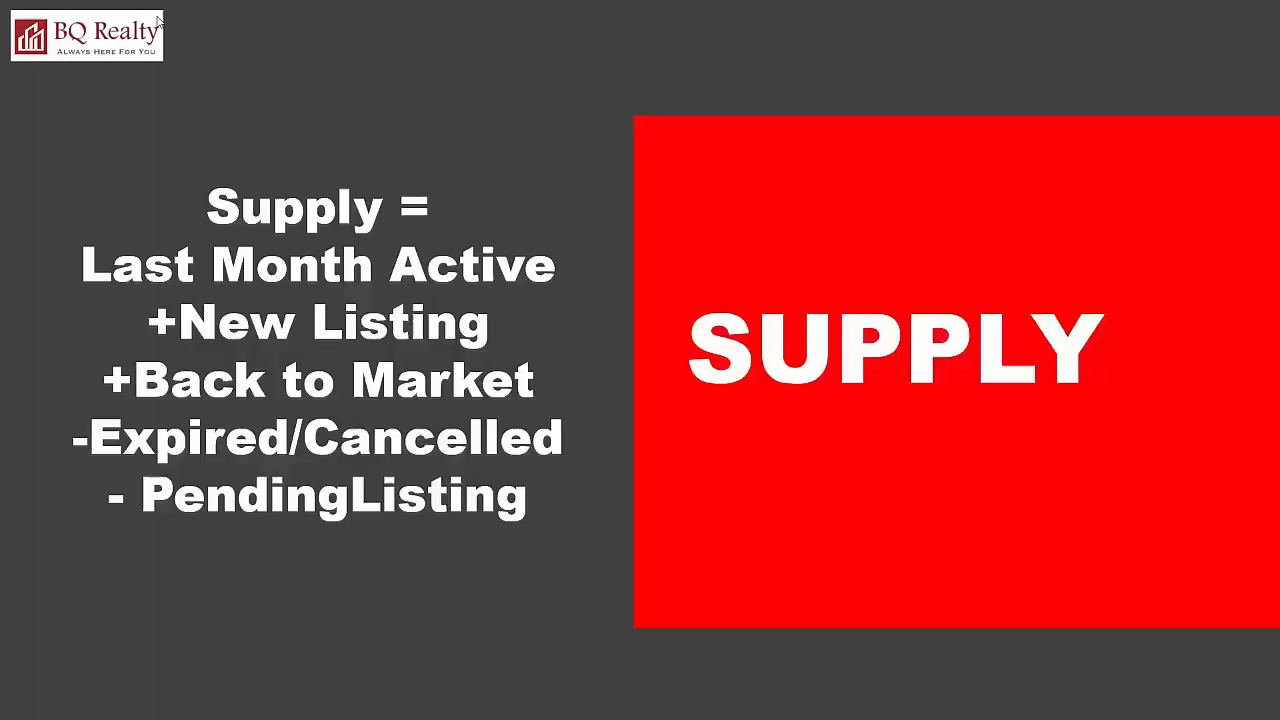 BQ Realty
ALWAYS HERE FOR YOU
Supply =
Last Month Active
+New Listing
+Back to Market
-Expired/Cancelled
- PendingListing
SUPPLY